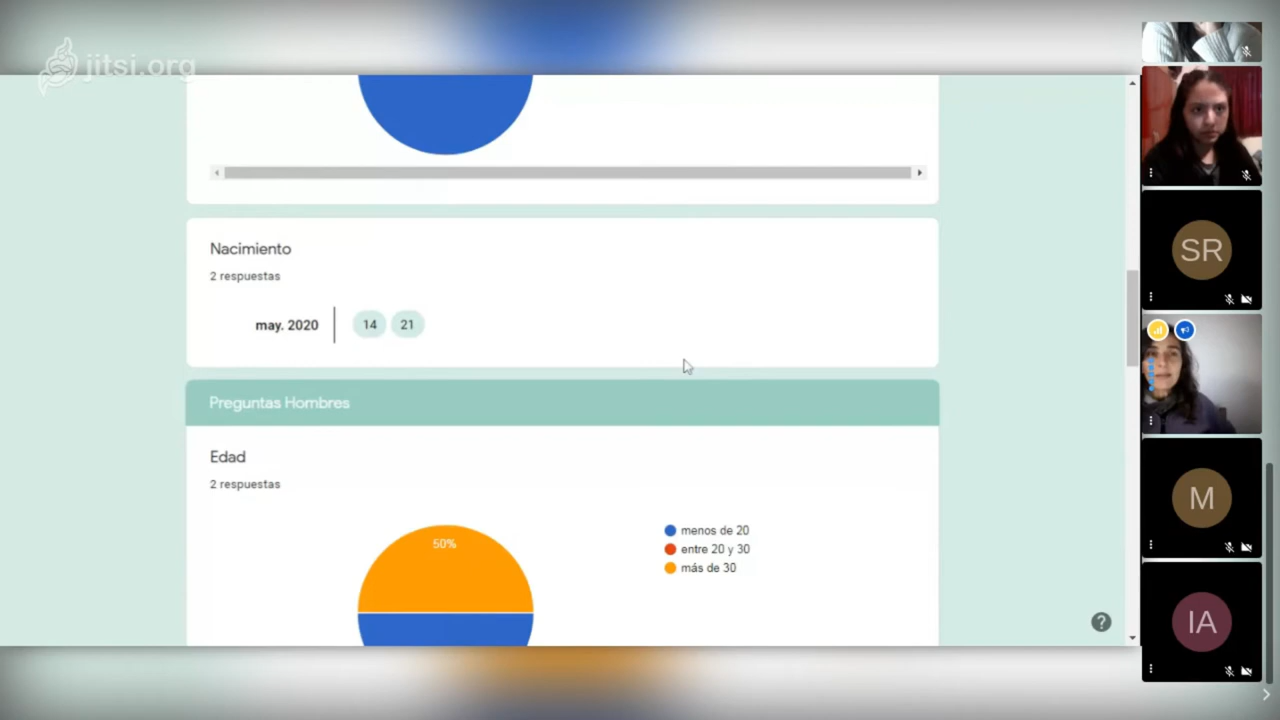 jitsi.org
Nacimiento
2 respuestas
may. 2020
14
21
Preguntas Hombres
Edad
2 respuestas
50%
menos de 20
entre 20 y 30
más de 30
?
SR
M
IA